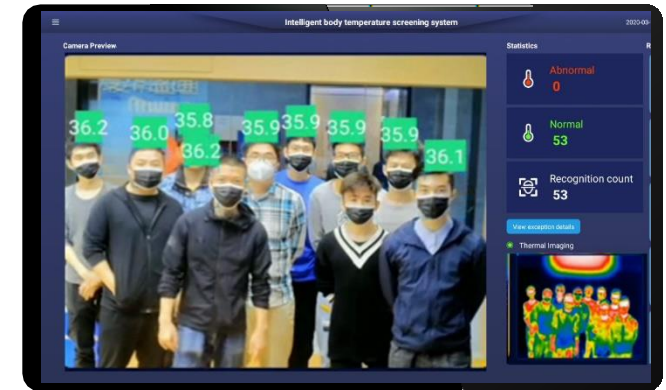 Intelligent body temperature screening system
2020-03-
Camera Preview
Statistics
R
36.2
36.0
35.8
36.2
35.9
35.9
35.9
35.9
36.1
Abnormal
0
Normal
53
Recognition count
53
View exception details
Thermal Imaging